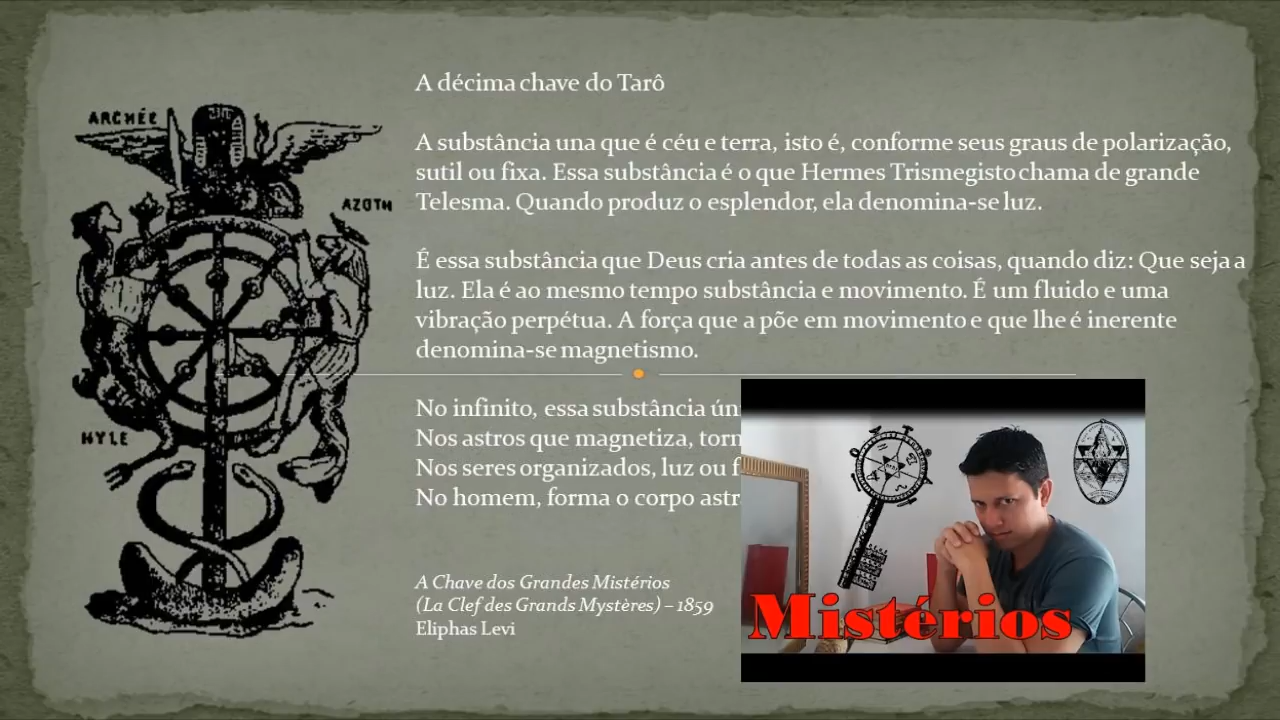 A décima chave do Tarô
ARCHÉE
A substância una que é céu e terra, isto é, conforme seus graus de polarização,
sutil ou fixa. Essa substância é o que Hermes Trismegisto chama de grande
Telesma. Quando produz o esplendor, ela denomina-se luz.
AZOTH
É essa substância que Deus cria antes de todas as coisas, quando diz: Que seja a
luz. Ela é ao mesmo tempo substância e movimento. É um fluido e uma
vibração perpétua. A força que a põe em movimento e que lhe é inerente
denomina-se magnetismo.
No infinito, essa substância ún
Nos astros que magnetiza, torn
HYLE
Nos seres organizados, luz ou f
No homem, forma o corpo astr
A Chave dos Grandes Mistérios
(La Clef des Grands Mystères) – 1859
Eliphas Levi
Mistérios